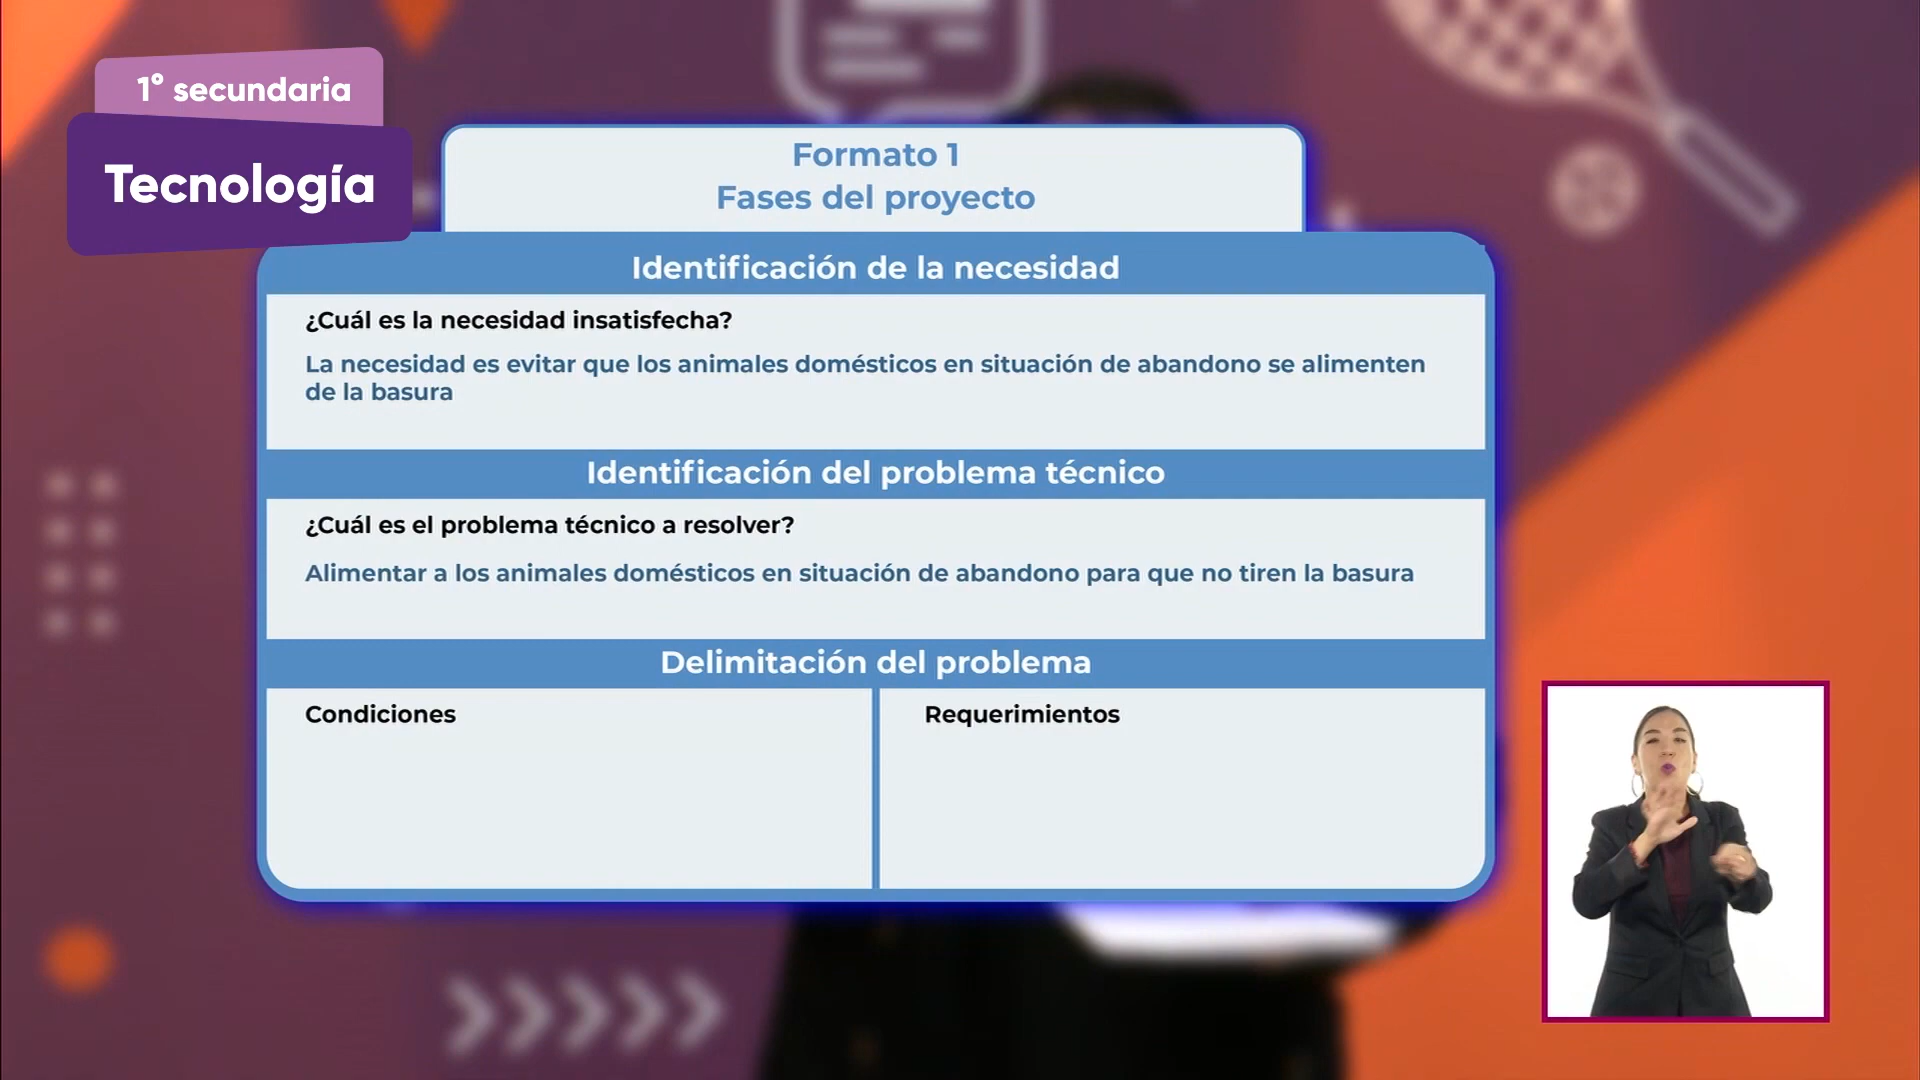 1° secundaria
Tecnología
Formato 1
Fases del proyecto
Identificación de la necesidad
¿Cuál es la necesidad insatisfecha?
La necesidad es evitar que los animales domésticos en situación de abandono se alimenten
de la basura
Identificación del problema técnico
¿Cuál es el problema técnico a resolver?
Alimentar a los animales domésticos en situación de abandono para que no tiren la basura
Delimitación del problema
Condiciones
Requerimientos